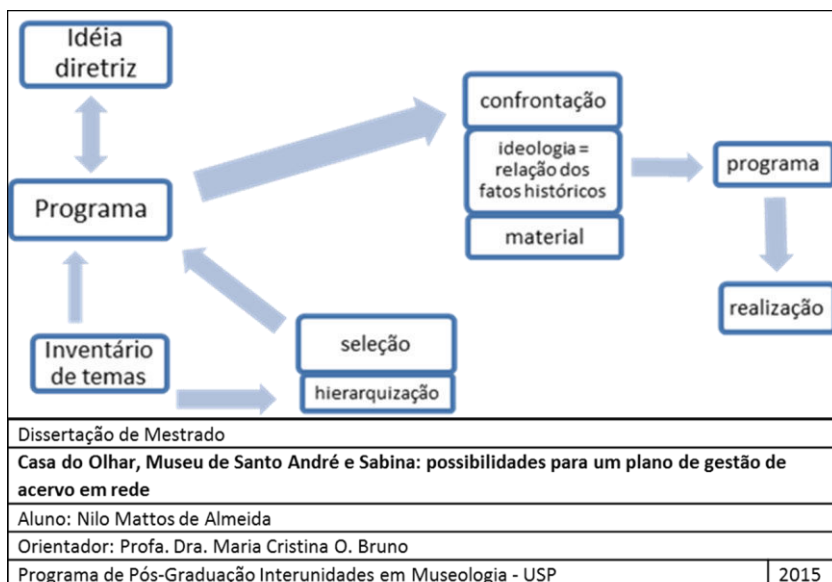 Idéia
diretriz
Programa
Inventário
de temas
seleção
hierarquização
confrontação
ideologia =
relação dos
fatos históricos
material
programa
realização
Dissertação de Mestrado
Casa do Olhar, Museu de Santo André e Sabina: possibilidades para um plano de gestão de
acervo em rede
Aluno: Nilo Mattos de Almeida
Orientador: Profa. Dra. Maria Cristina O. Bruno
Programa de Pós-Graduação Interunidades em Museologia - USP 2015